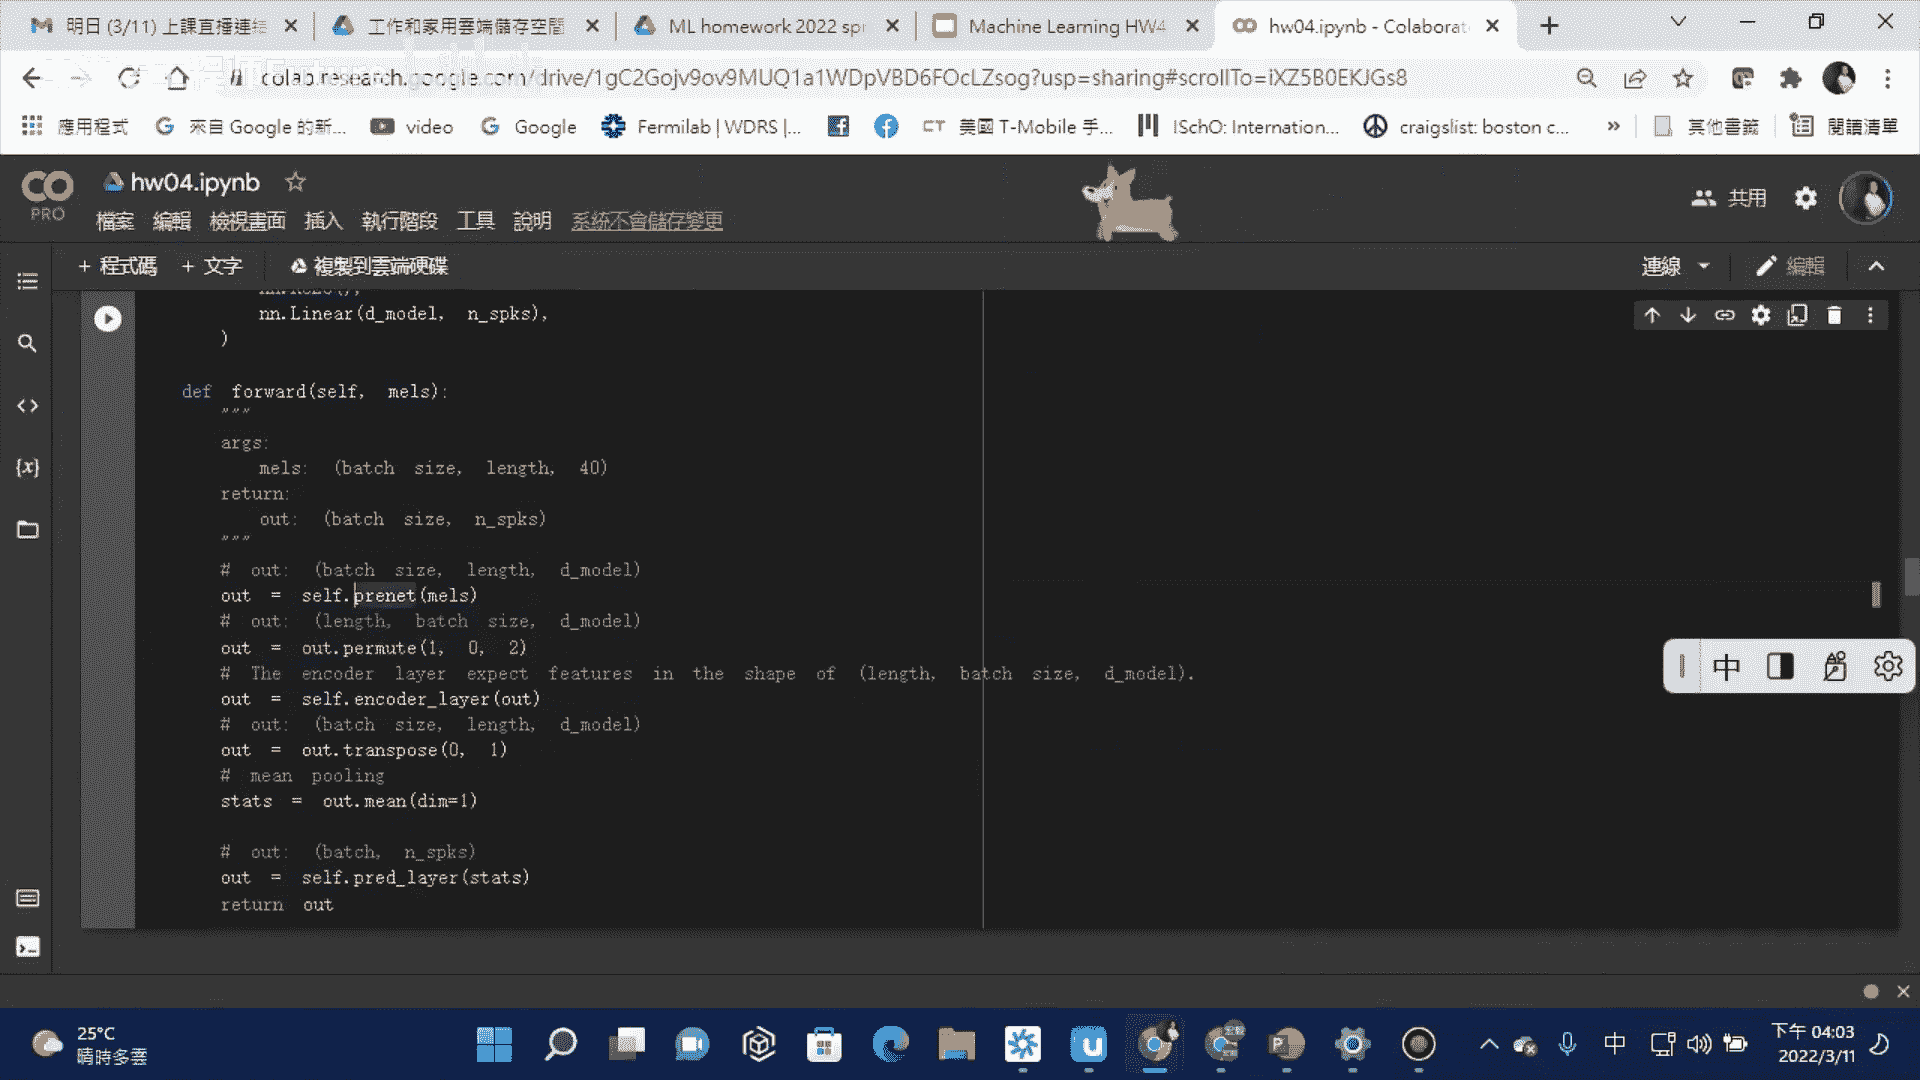 明日 (3/11) 上課直播連結
工作和家用雲端儲存空間
ML homework 2022 spr
Machine Learning HW4
hw04.ipynb - Colaborat
colab.research.google.com/drive/1gC2Gojv9ov9MUQ1a1WDpVBD6FOcLZsog?usp=sharing#scrollTo=iXZ5B0EKJGs8
應用程式
來自 Google 的新...
video
Google
Fermilab | WDRS |...
CT 美國 T-Mobile 手...
ISchO: Internation...
craigslist: boston c...
»
其他書籤
閱讀清單
CO PRO
hw04.ipynb
檔案 編輯 檢視畫面 插入 執行階段 工具 說明 系統不會儲存變更
共用
+ 程式碼 + 文字 複製到雲端硬碟
連線
編輯
nn.Linear(d_model, n_spks),
)
def forward(self, mels):
"""
args:
mels: (batch size, length, 40)
return:
out: (batch size, n_spks)
"""
# out: (batch size, length, d_model)
out = self.prenet(mels)
# out: (length, batch size, d_model)
out = out.permute(1, 0, 2)
# The encoder layer expect features in the shape of (length, batch size, d_model).
out = self.encoder_layer(out)
# out: (batch size, length, d_model)
out = out.transpose(0, 1)
# mean pooling
stats = out.mean(dim=1)
# out: (batch, n_spks)
out = self.pred_layer(stats)
return out
中
25°C
晴時多雲
中
下午 04:03
2022/3/11